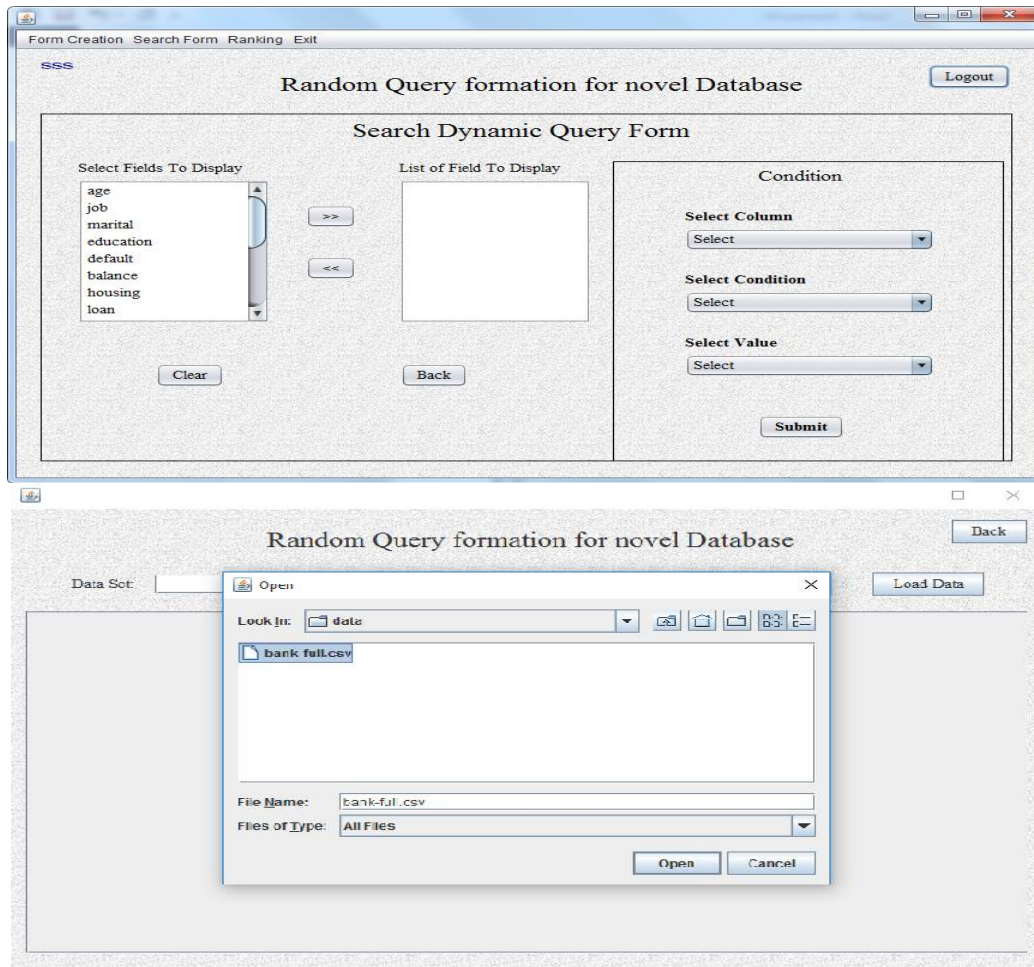 Form Creation Search Form Ranking Exit
sss
Random Query formation for novel Database
Logout
Search Dynamic Query Form
Select Fields To Display
List of Field To Display
Condition
age
job
marital
education
default
balance
housing
loan
>>
<<
Select Column
Select
Select Condition
Select
Select Value
Select
Clear
Back
Submit
Random Query formation for novel Database
Back
Data Set:
Load Data
Open
Look In: data
bank full.csv
File Name: bank-full.csv
Files of Type: All Files
Open Cancel